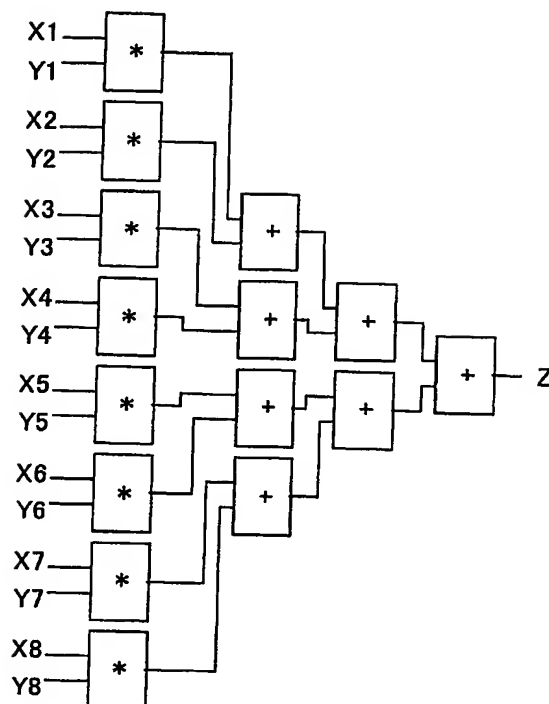 X1
*
Y1
X2
*
Y2
X3
*
Y3
+
X4
*
Y4
+
+
X5
*
Y5
+
+
+
Z
X6
*
Y6
+
X7
*
Y7
X8
*
Y8